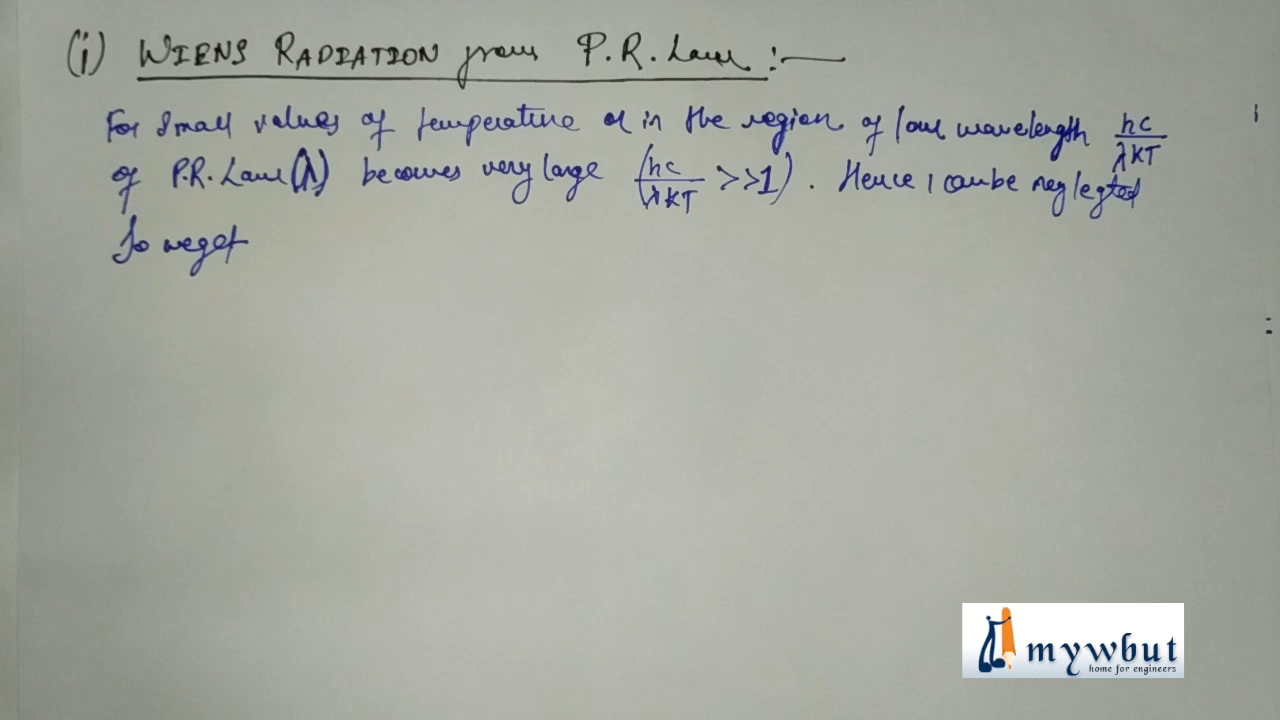 (i) WIENS RADIATION from P.R. Law :—
For small values of temperature or in the region of low wavelength hc/λKT
of P.R. Law (λ) becomes very large (hc/λKT >>1). Hence 1 can be neglegted
So we get
mywbut
home for engineers